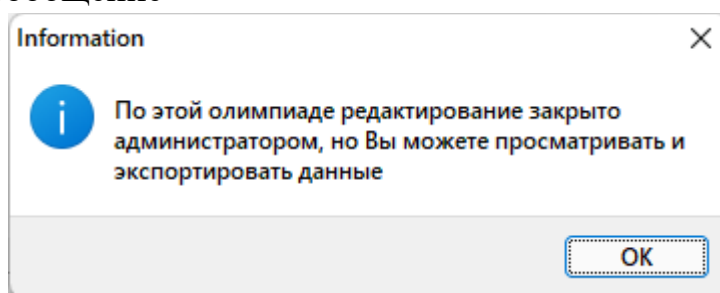 Information
По этой олимпиаде редактирование закрыто
администратором, но Вы можете просматривать и
экспортировать данные
OK